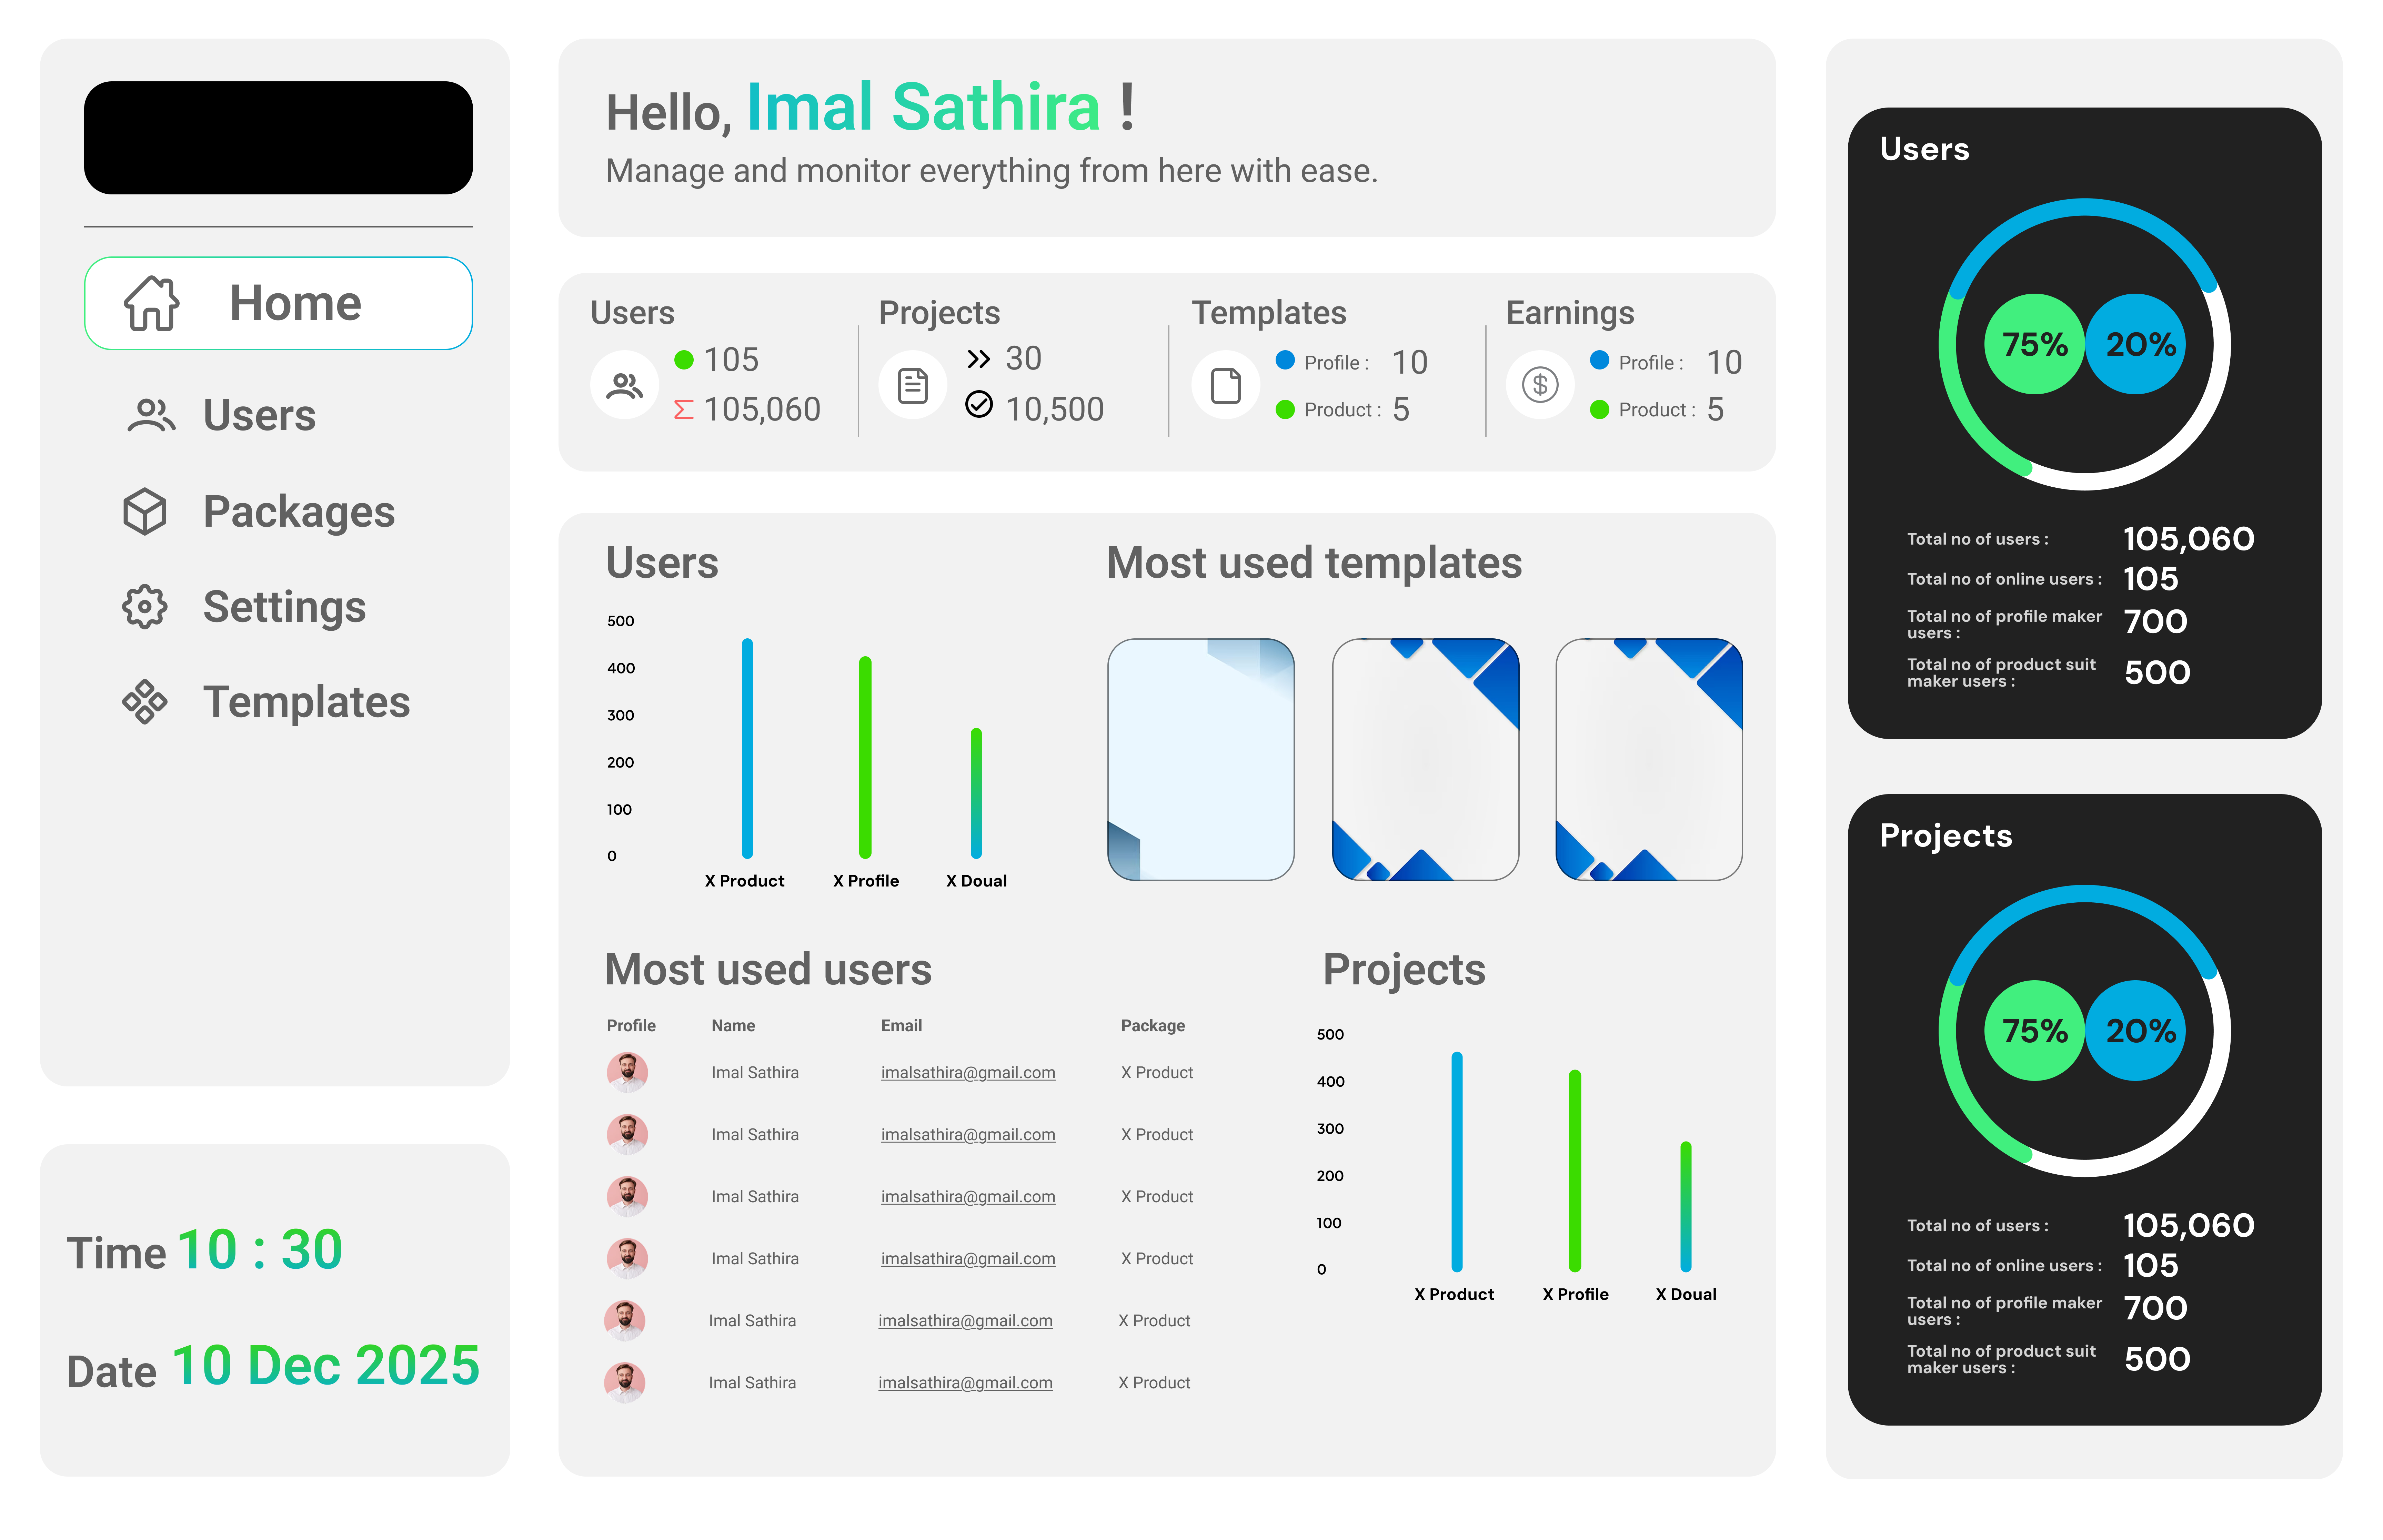 Home
Users
Packages
Settings
Templates
Time 10 : 30
Date 10 Dec 2025
Hello, Imal Sathira !
Manage and monitor everything from here with ease.
Users
105
Σ 105,060
Projects
30
10,500
Templates
Profile : 10
Product : 5
Earnings
$
Profile : 10
Product : 5
Users
500
400
300
200
100
0
X Product X Profile X Doual
Most used templates
Most used users
Profile Name Email Package
Imal Sathira imalsathira@gmail.com X Product
Imal Sathira imalsathira@gmail.com X Product
Imal Sathira imalsathira@gmail.com X Product
Imal Sathira imalsathira@gmail.com X Product
Imal Sathira imalsathira@gmail.com X Product
Imal Sathira imalsathira@gmail.com X Product
Projects
500
400
300
200
100
0
X Product X Profile X Doual
Users
75% 20%
Total no of users : 105,060
Total no of online users : 105
Total no of profile maker
users : 700
Total no of product suit
maker users : 500
Projects
75% 20%
Total no of users : 105,060
Total no of online users : 105
Total no of profile maker
users : 700
Total no of product suit
maker users : 500